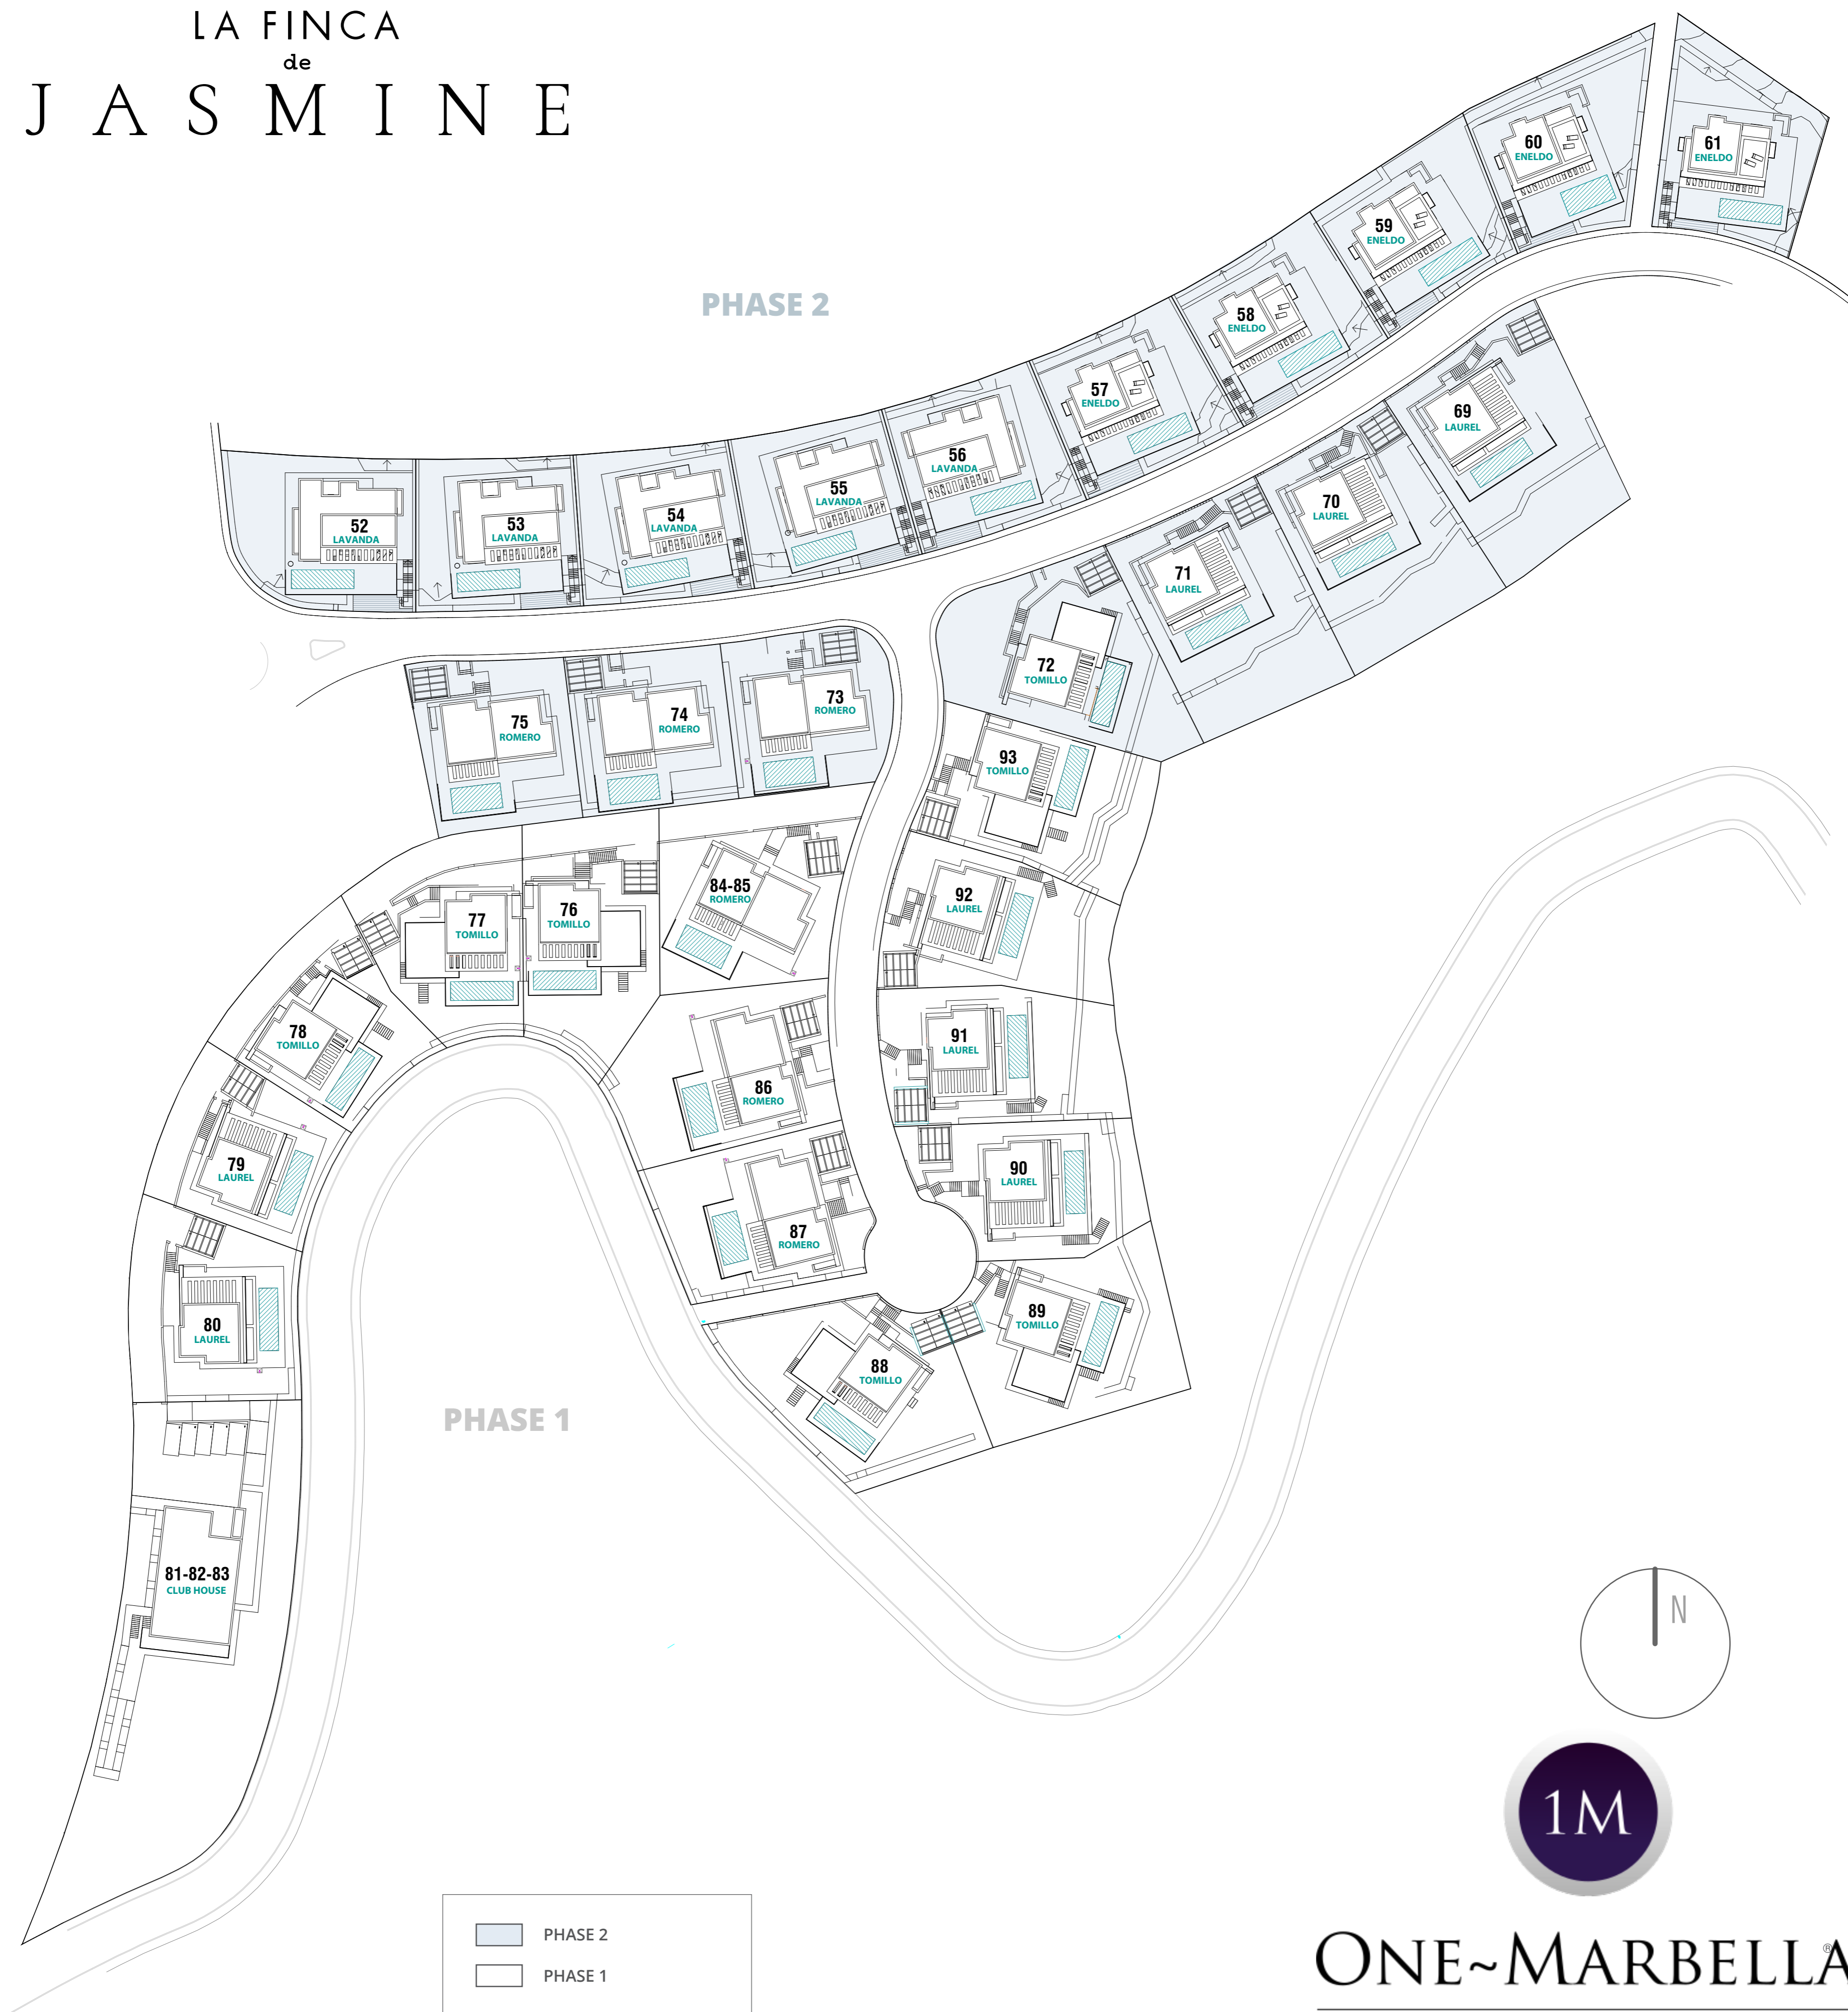 LA FINCA
de
JASMINE
PHASE 2
60
ENELDO
61
ENELDO
59
ENELDO
58
ENELDO
57
ENELDO
56
LAVANDA
55
LAVANDA
54
LAVANDA
53
LAVANDA
52
LAVANDA
69
LAUREL
70
LAUREL
71
LAUREL
72
TOMILLO
73
ROMERO
74
ROMERO
75
ROMERO
93
TOMILLO
84-85
ROMERO
92
LAUREL
76
TOMILLO
77
TOMILLO
78
TOMILLO
91
LAUREL
86
ROMERO
79
LAUREL
90
LAUREL
87
ROMERO
80
LAUREL
89
TOMILLO
88
TOMILLO
PHASE 1
81-82-83
CLUB HOUSE
N
1M
PHASE 2
PHASE 1
ONE~MARBELLA®